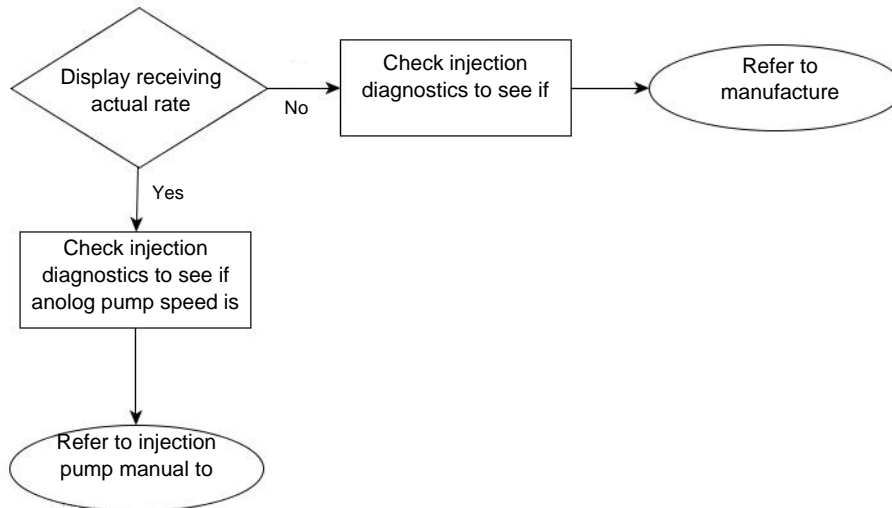 Display receiving
actual rate
No
Check injection
diagnostics to see if
Refer to
manufacture
Yes
Check injection
diagnostics to see if
anolog pump speed is
Refer to injection
pump manual to